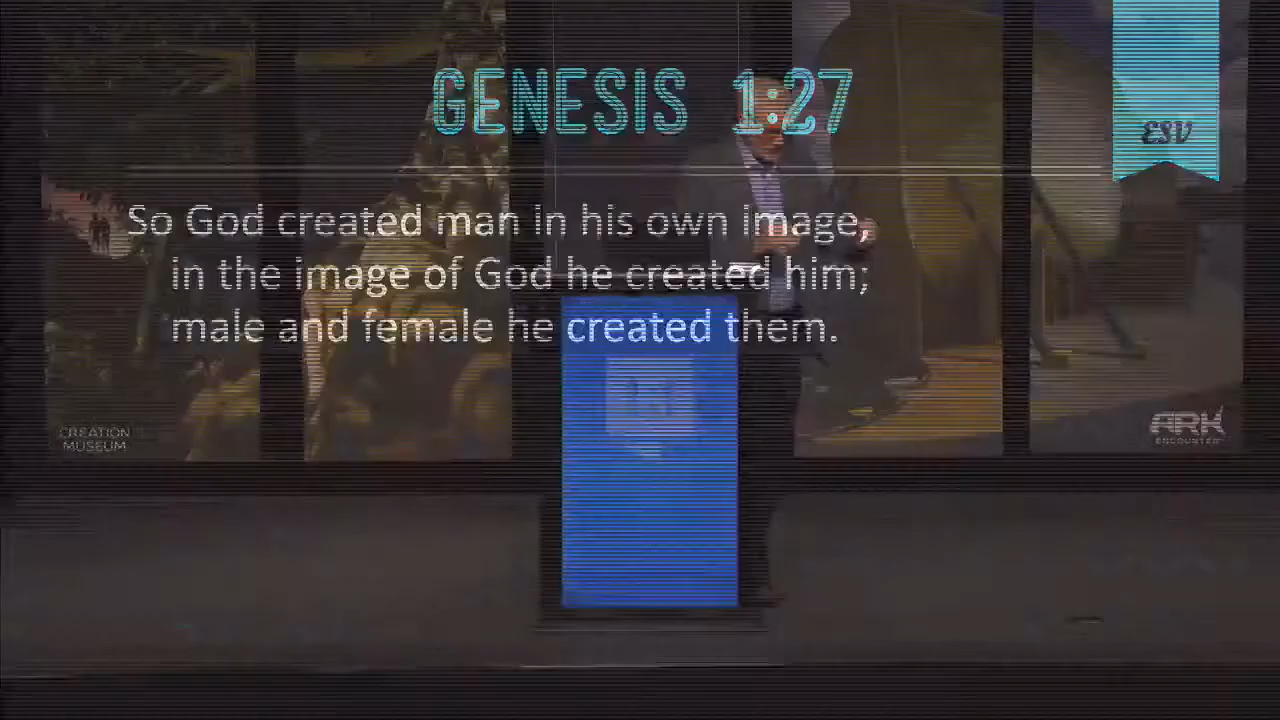 GENESIS 1:27
ESV
So God created man in his own image,
in the image of God he created him;
male and female he created them.
CREATION
MUSEUM
ARK
ENCOUNTER